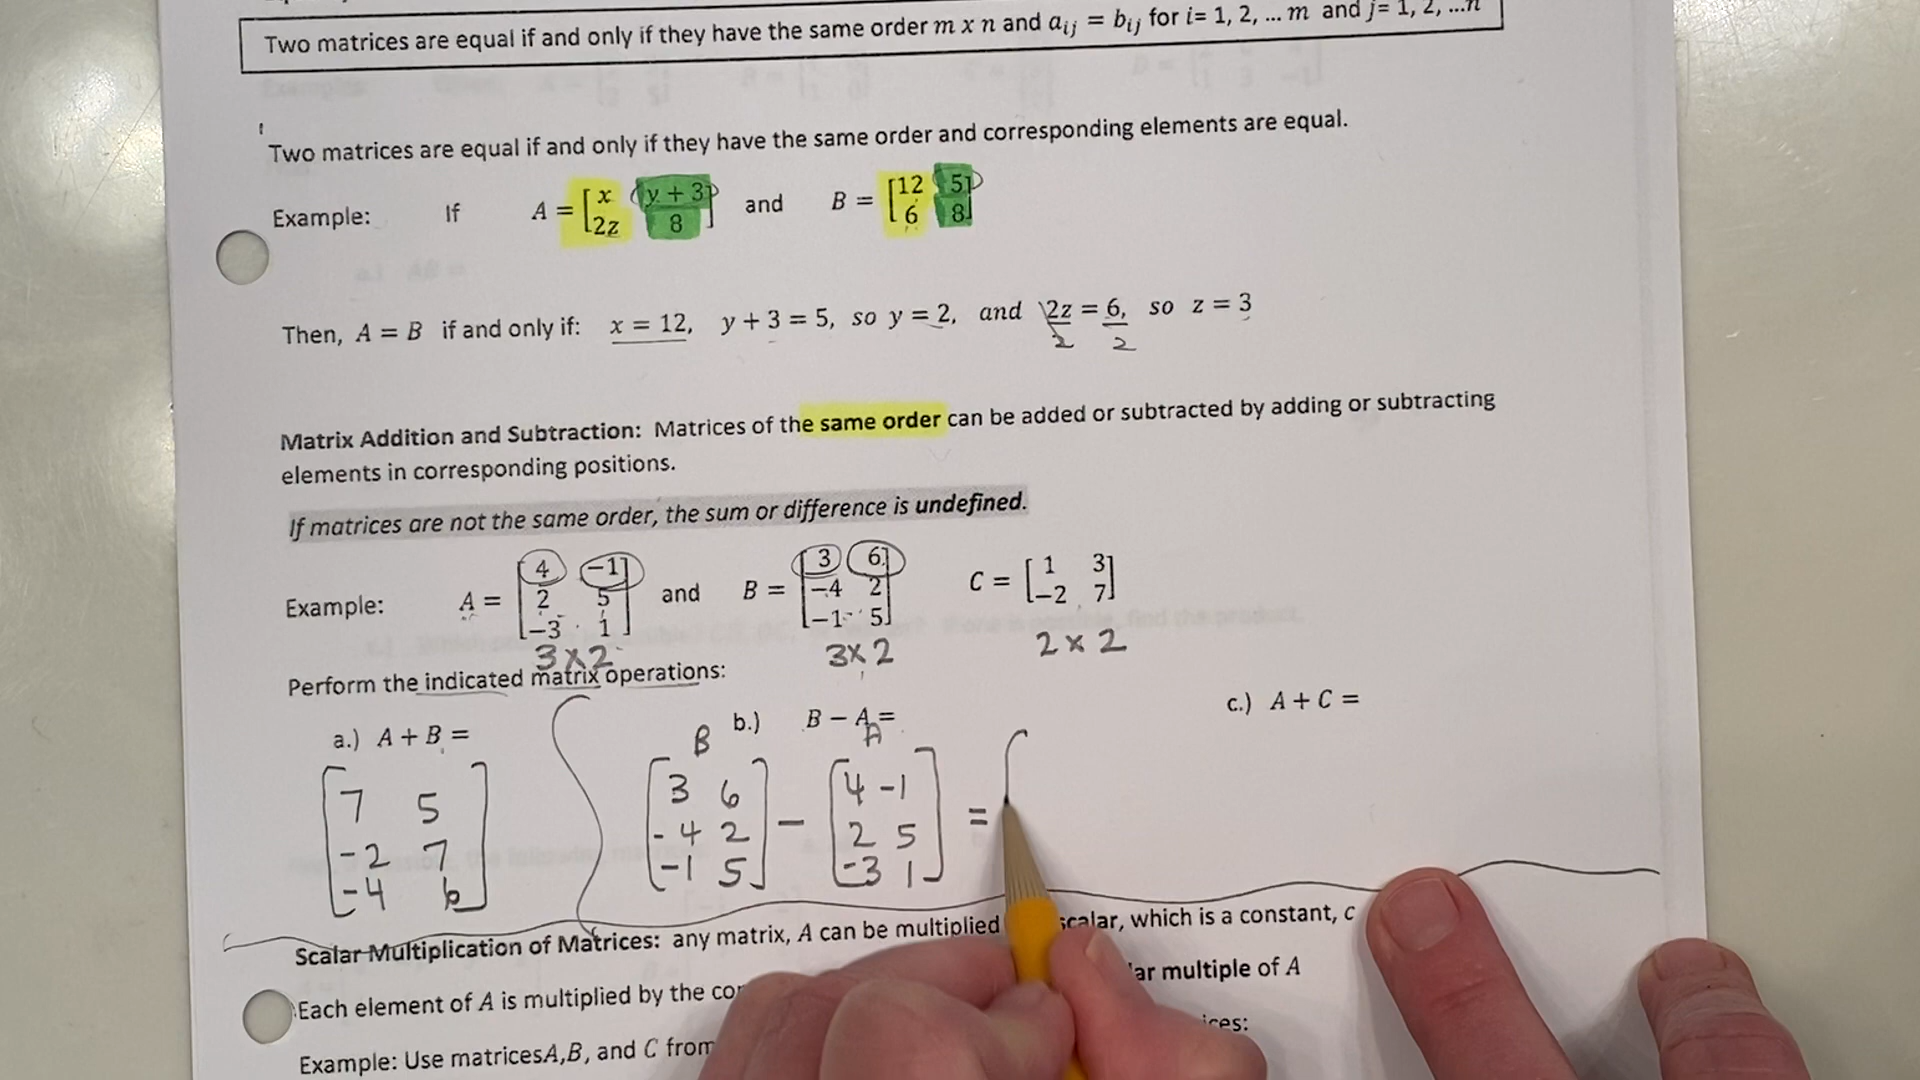 Two matrices are equal if and only if they have the same order m x n and aᵢⱼ = bᵢⱼ for i= 1, 2, ... m and j= 1, 2, ...n
Two matrices are equal if and only if they have the same order and corresponding elements are equal.
Example: If A = [x y + 3 and B = [12 5]
2z 8] 6 8]
Then, A = B if and only if: x = 12, y + 3 = 5, so y = 2, and 2z = 6, so z = 3
2 2
Matrix Addition and Subtraction: Matrices of the same order can be added or subtracted by adding or subtracting
elements in corresponding positions.
If matrices are not the same order, the sum or difference is undefined.
4 -1 3 6 1 3
Example: A = 2 5 and B = -4 2 C = -2 7
-3 1 -1 5
3x2 3x2 2x2
Perform the indicated matrix operations:
a.) A + B = b.) B - A = c.) A + C =
B A
7 5 3 6 4 -1
-2 7 -4 2 - 2 5 =
-4 6 -1 5 -3 1
Scalar Multiplication of Matrices: any matrix, A can be multiplied scalar, which is a constant, c
Each element of A is multiplied by the multiple of A
Example: Use matricesA,B, and C from